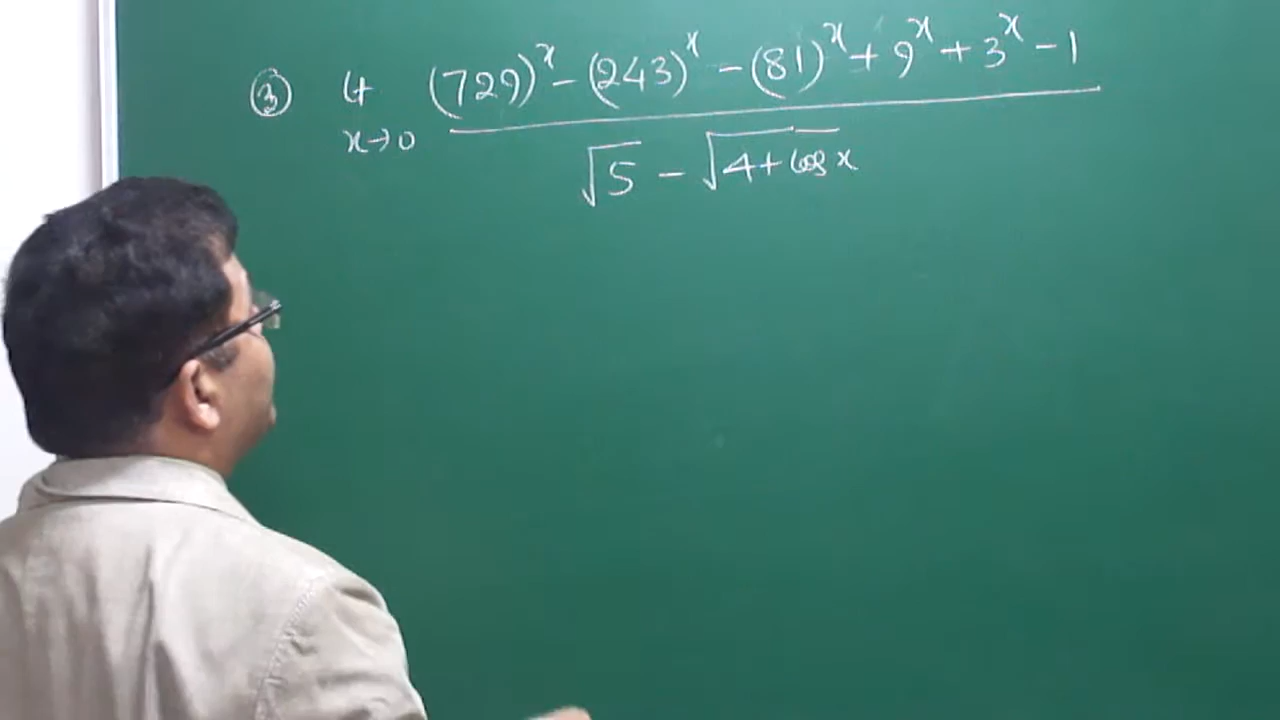 ③ Lt (729)^x - (243)^x - (81)^x + 9^x + 3^x - 1
x→0 √5 - √4+cos x